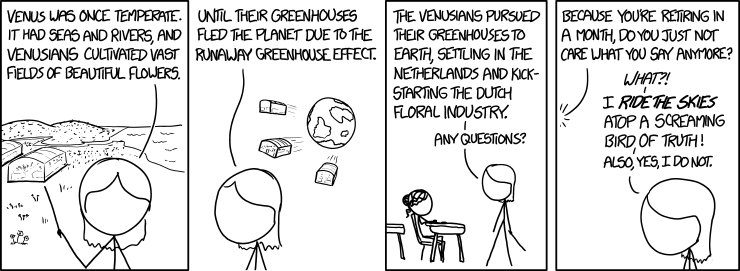 VENUS WAS ONCE TEMPERATE.
IT HAD SEAS AND RIVERS, AND
VENUSIANS CULTIVATED VAST
FIELDS OF BEAUTIFUL FLOWERS.
UNTIL THEIR GREENHOUSES
FLED THE PLANET DUE TO THE
RUNAWAY GREENHOUSE EFFECT.
THE VENUSIANS PURSUED
THEIR GREENHOUSES TO
EARTH, SETTLING IN THE
NETHERLANDS AND KICK-
STARTING THE DUTCH
FLORAL INDUSTRY.
ANY QUESTIONS?
BECAUSE YOU'RE RETIRING IN
A MONTH, DO YOU JUST NOT
CARE WHAT YOU SAY ANYMORE?
WHAT?!
I RIDE THE SKIES
ATOP A SCREAMING
BIRD OF TRUTH!
ALSO, YES, I DO NOT.